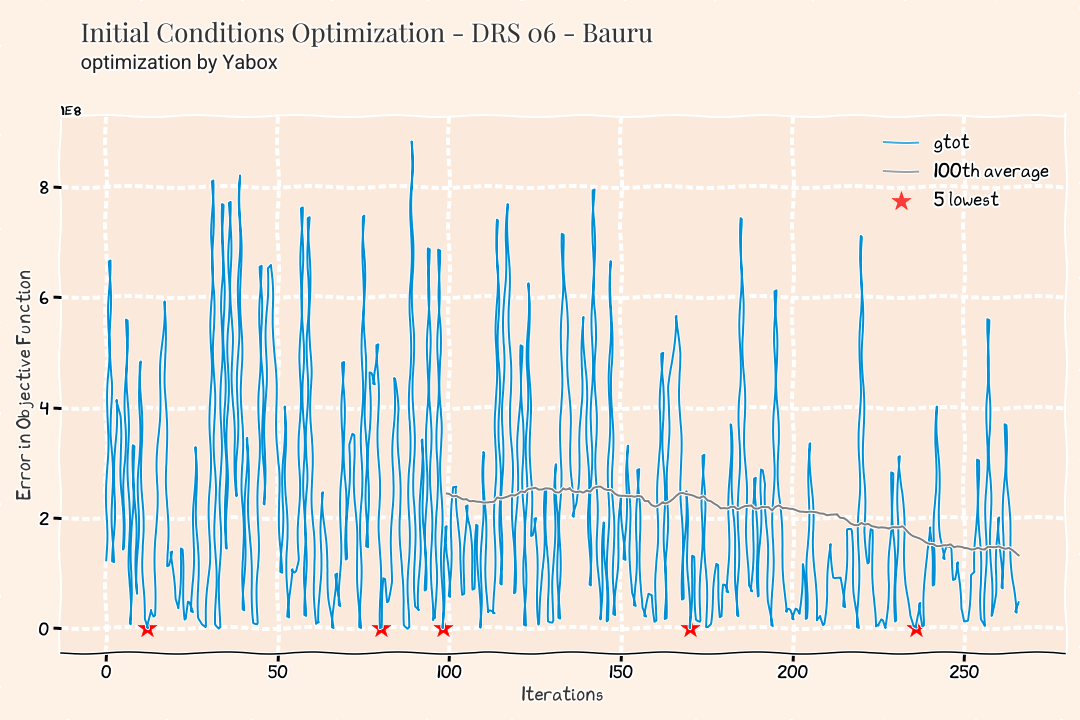 Initial Conditions Optimization - DRS 06 - Bauru
optimization by Yabox
1E8
gtot
100th average
5 lowest
8
6
4
2
0
Error in Objective Function
0 50 100 150 200 250
Iterations